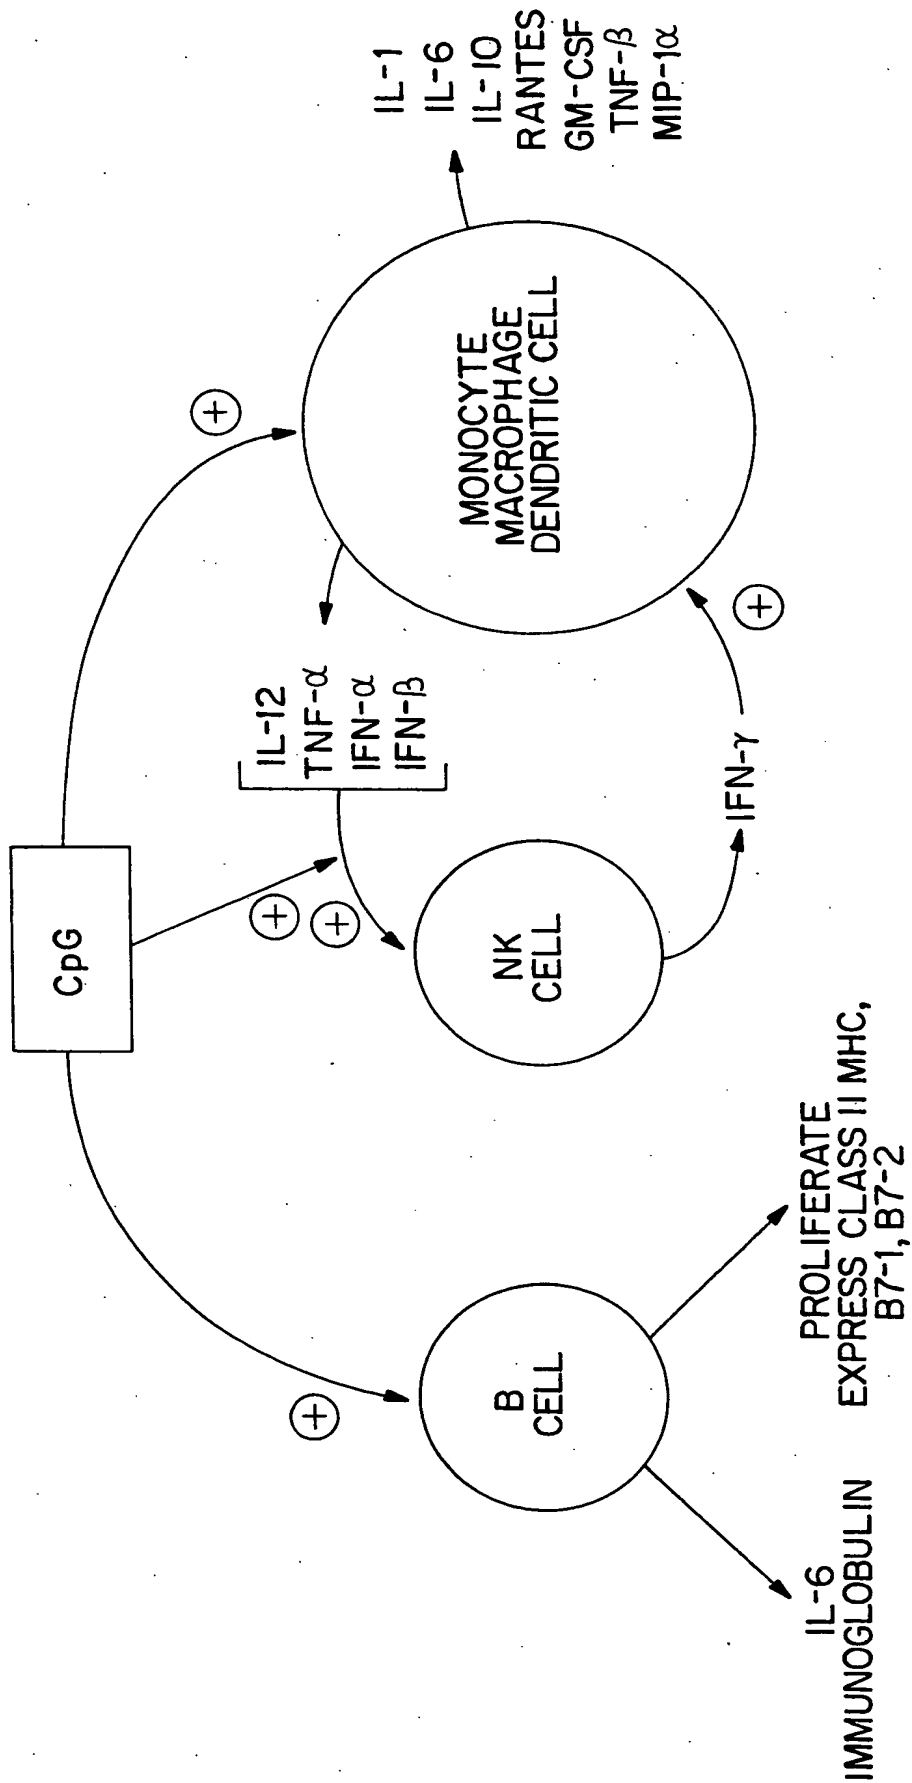 CpG
+
+
+
+
+
IL-12
TNF-α
IFN-α
IFN-β
B
CELL
NK
CELL
MONOCYTE
MACROPHAGE
DENDRITIC CELL
IL-1
IL-6
IL-10
RANTES
GM-CSF
TNF-β
MIP-1α
IFN-γ
IL-6
IMMUNOGLOBULIN
PROLIFERATE
EXPRESS CLASS II MHC,
B7-1, B7-2